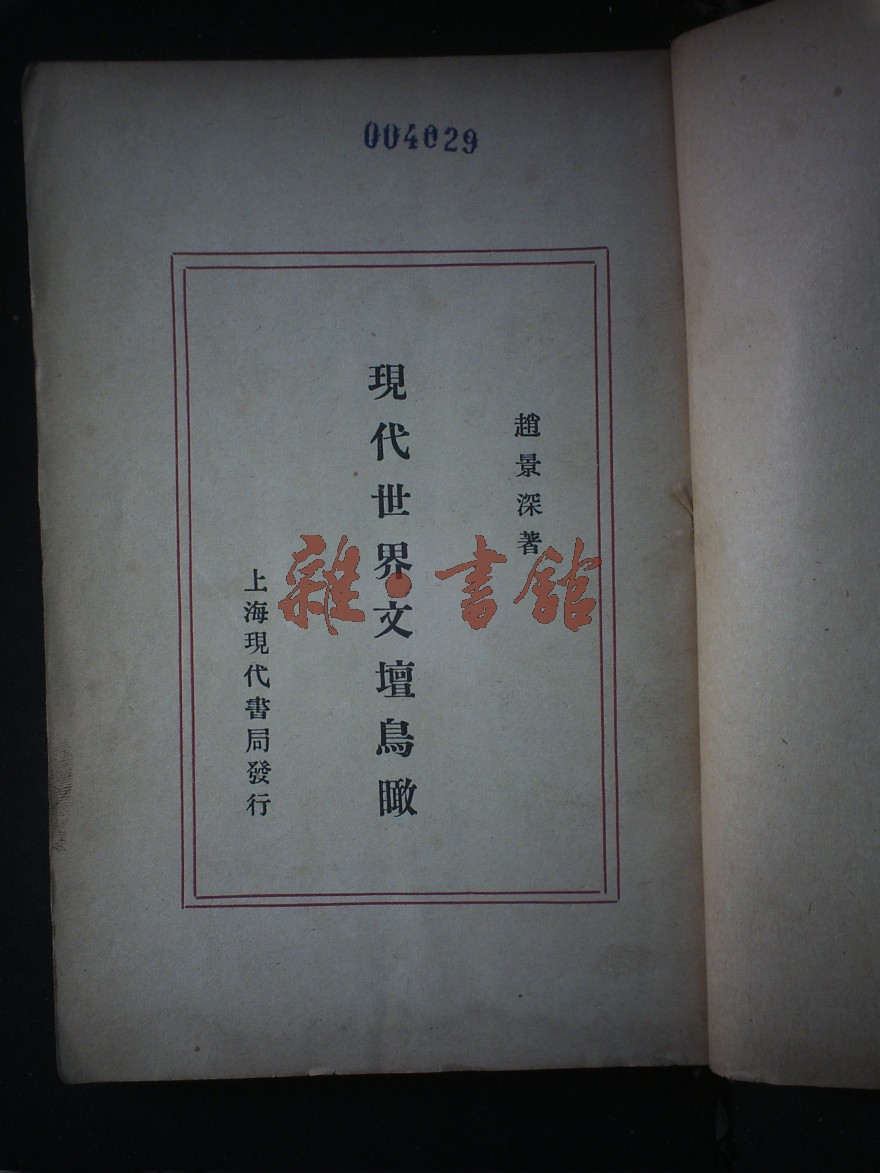 004029
趙景深著
現代世界文壇鳥瞰
上海現代書局發行
雜·書館